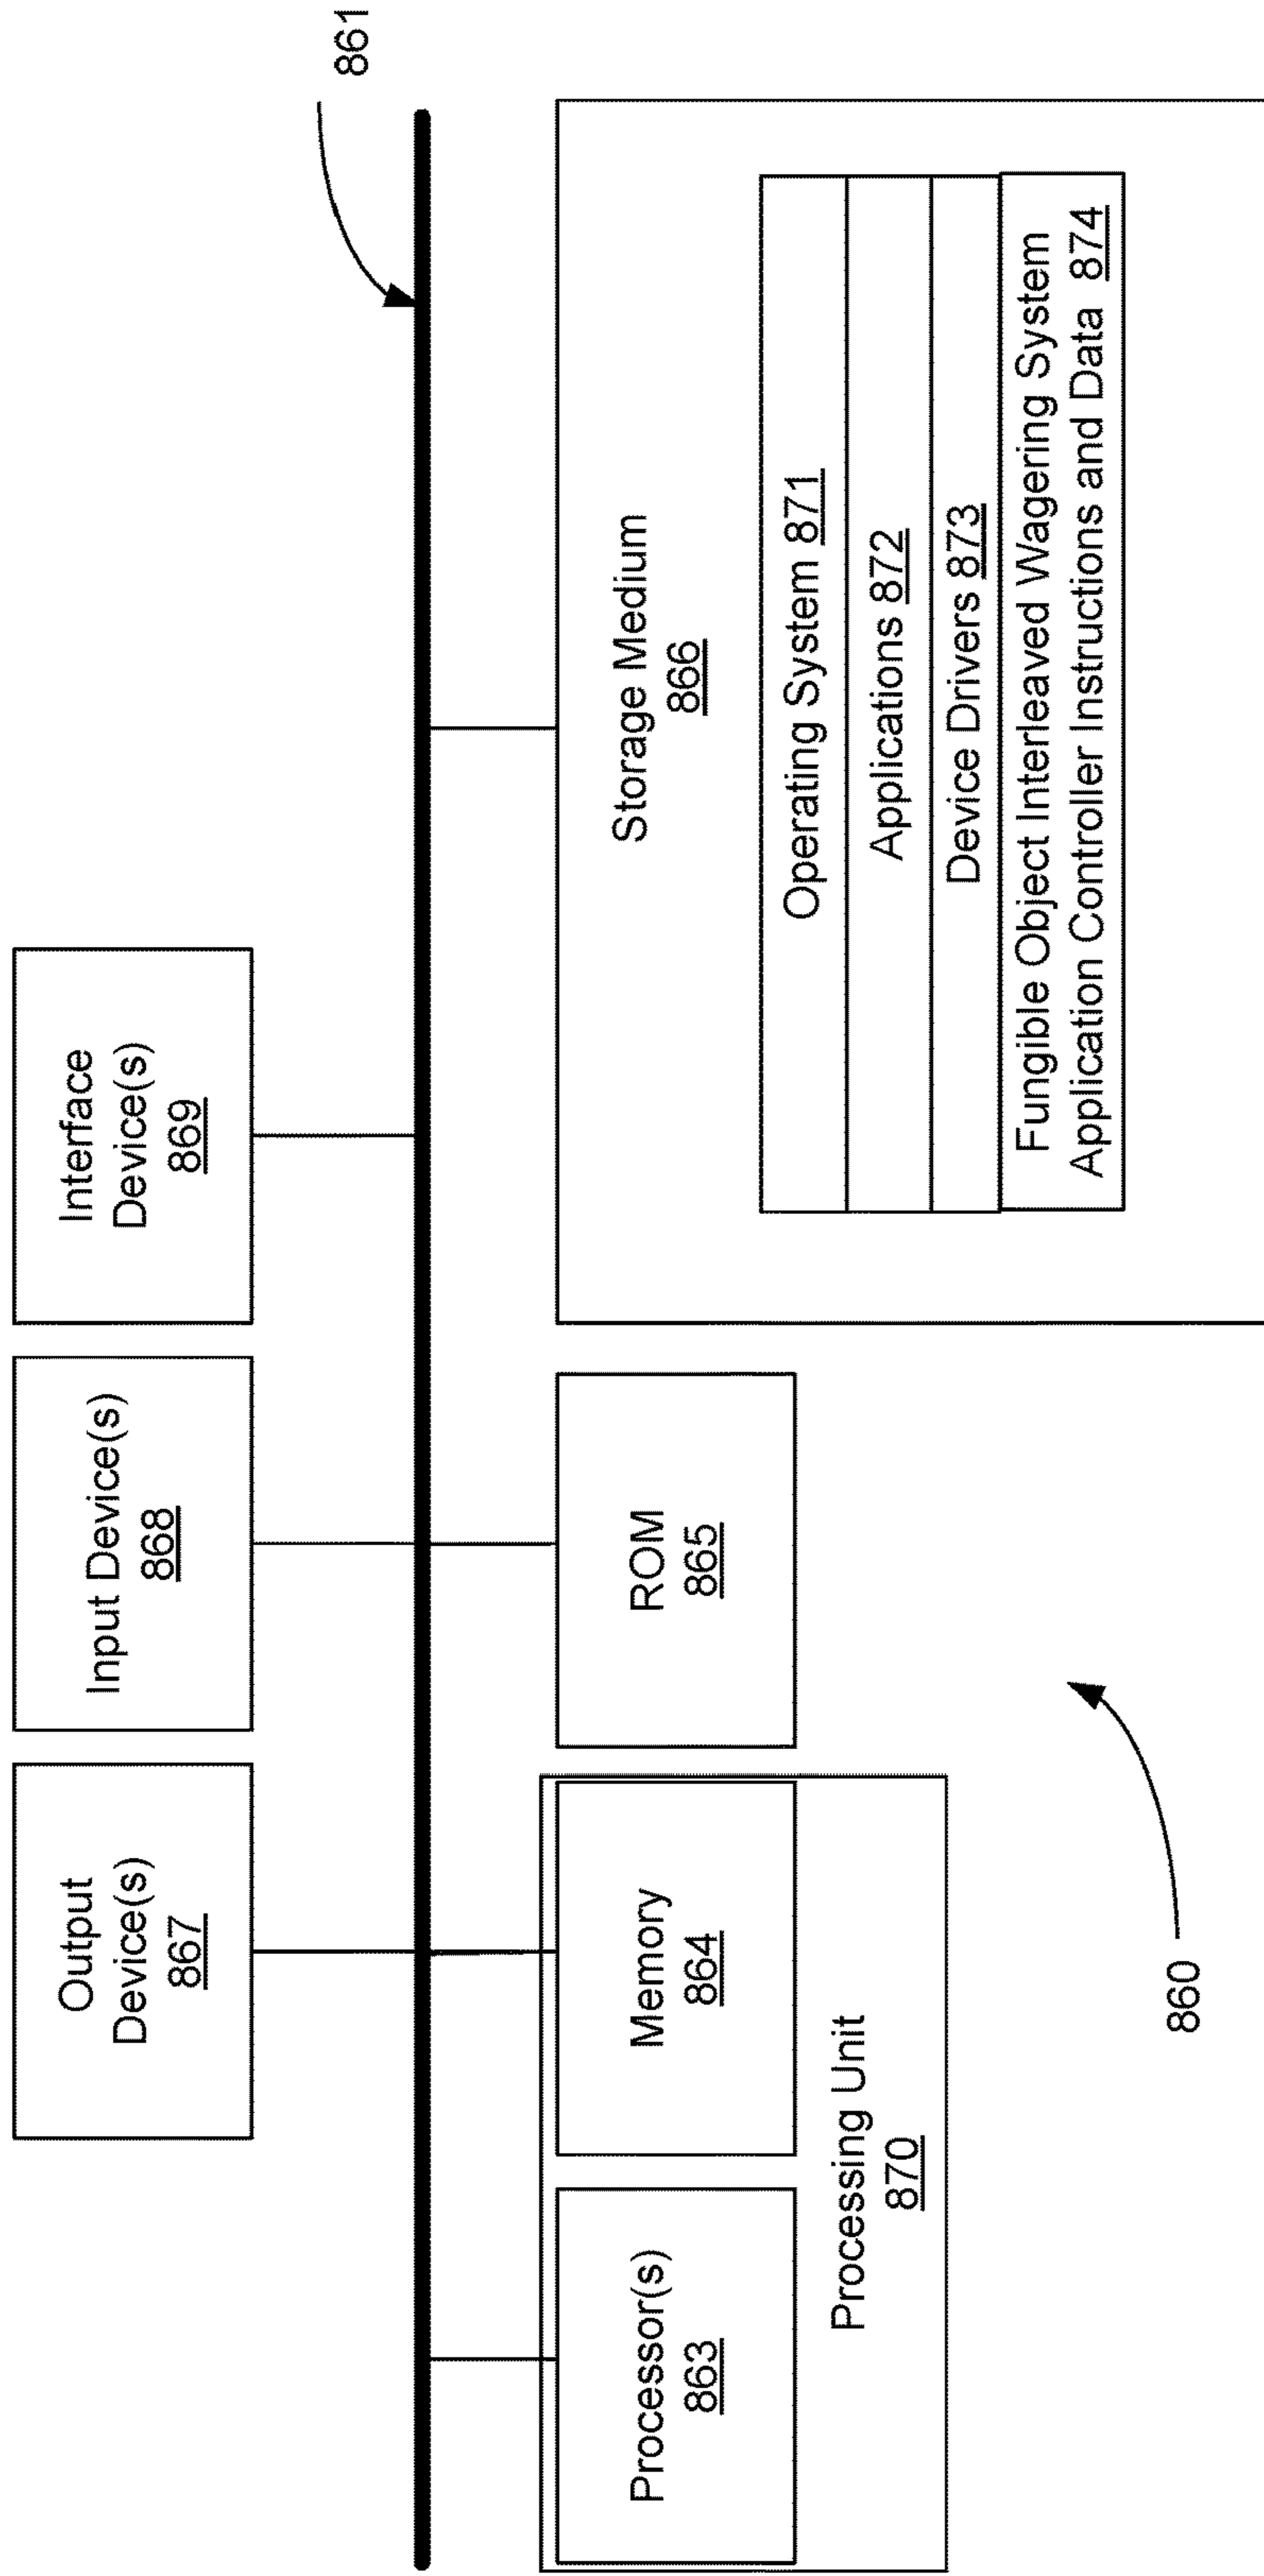 861
Output
Device(s)
867
Input Device(s)
868
Interface
Device(s)
869
Processor(s)
863
Memory
864
Processing Unit
870
ROM
865
Storage Medium
866
Operating System 871
Applications 872
Device Drivers 873
Fungible Object Interleaved Wagering System
Application Controller Instructions and Data 874
860